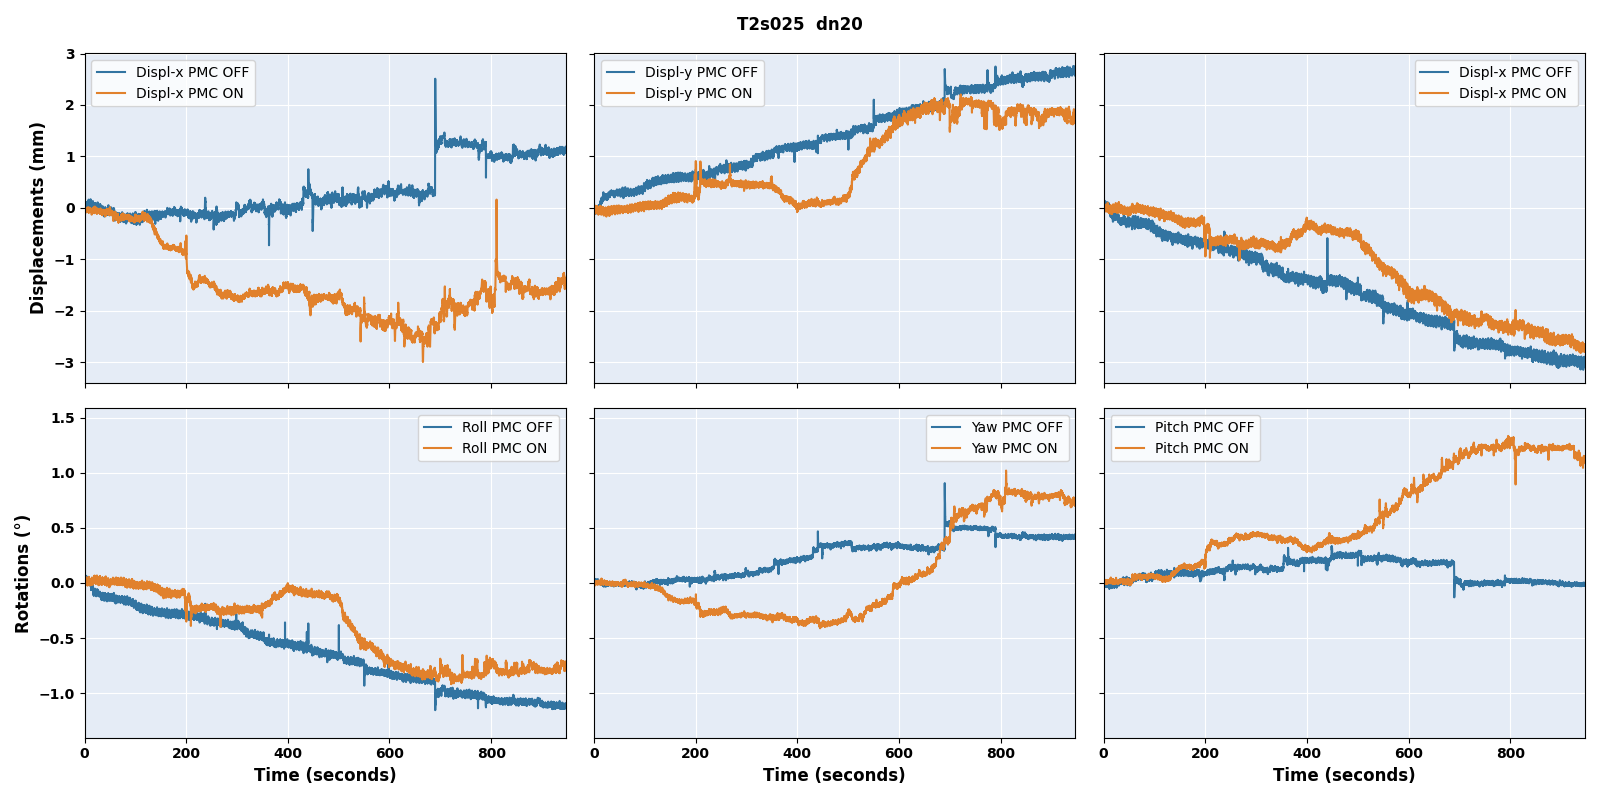 T2s025  dn20
Displacements (mm)
3
2
1
0
−1
−2
−3
Displ-x PMC OFF
Displ-x PMC ON
Displ-y PMC OFF
Displ-y PMC ON
Displ-x PMC OFF
Displ-x PMC ON
Rotations (°)
1.5
1.0
0.5
0.0
−0.5
−1.0
Roll PMC OFF
Roll PMC ON
Yaw PMC OFF
Yaw PMC ON
Pitch PMC OFF
Pitch PMC ON
0 200 400 600 800
0 200 400 600 800
0 200 400 600 800
Time (seconds)
Time (seconds)
Time (seconds)